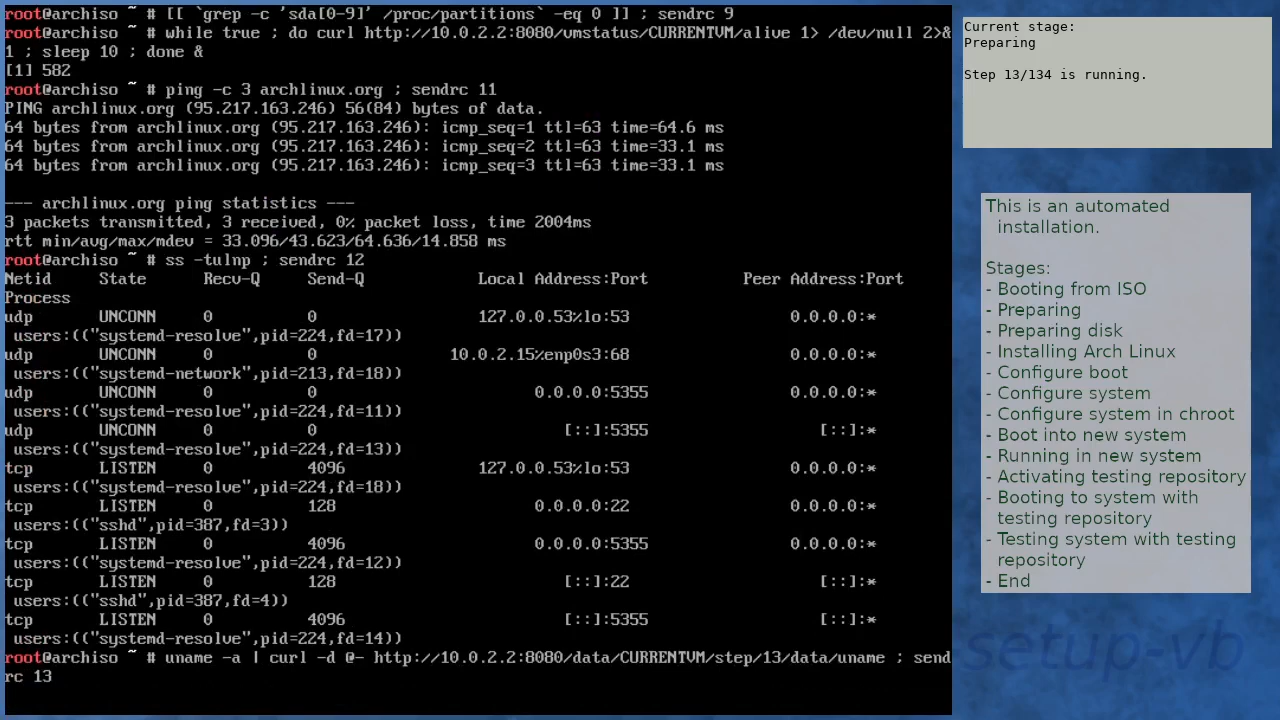 root@archiso ~ # [[ `grep -c 'sda[0-9]' /proc/partitions` -eq 0 ]] ; sendrc 9
root@archiso ~ # while true ; do curl http://10.0.2.2:8080/vmstatus/CURRENTVM/alive 1> /dev/null 2>&
1 ; sleep 10 ; done &
[1] 582
root@archiso ~ # ping -c 3 archlinux.org ; sendrc 11
PING archlinux.org (95.217.163.246) 56(84) bytes of data.
64 bytes from archlinux.org (95.217.163.246): icmp_seq=1 ttl=63 time=64.6 ms
64 bytes from archlinux.org (95.217.163.246): icmp_seq=2 ttl=63 time=33.1 ms
64 bytes from archlinux.org (95.217.163.246): icmp_seq=3 ttl=63 time=33.1 ms
--- archlinux.org ping statistics ---
3 packets transmitted, 3 received, 0% packet loss, time 2004ms
rtt min/avg/max/mdev = 33.096/43.623/64.636/14.858 ms
root@archiso ~ # ss -tulnp ; sendrc 12
Netid State Recv-Q Send-Q Local Address:Port Peer Address:Port
Process
udp UNCONN 0 0 127.0.0.53%lo:53 0.0.0.0:*
users:(("systemd-resolve",pid=224,fd=17))
udp UNCONN 0 0 10.0.2.15%enp0s3:68 0.0.0.0:*
users:(("systemd-network",pid=213,fd=18))
udp UNCONN 0 0 0.0.0.0:5355 0.0.0.0:*
users:(("systemd-resolve",pid=224,fd=11))
udp UNCONN 0 0 [::]:5355 [::]:*
users:(("systemd-resolve",pid=224,fd=13))
tcp LISTEN 0 4096 127.0.0.53%lo:53 0.0.0.0:*
users:(("systemd-resolve",pid=224,fd=18))
tcp LISTEN 0 128 0.0.0.0:22 0.0.0.0:*
users:(("sshd",pid=387,fd=3))
tcp LISTEN 0 4096 0.0.0.0:5355 0.0.0.0:*
users:(("systemd-resolve",pid=224,fd=12))
tcp LISTEN 0 128 [::]:22 [::]:*
users:(("sshd",pid=387,fd=4))
tcp LISTEN 0 4096 [::]:5355 [::]:*
users:(("systemd-resolve",pid=224,fd=14))
root@archiso ~ # uname -a | curl -d @- http://10.0.2.2:8080/data/CURRENTVM/step/13/data/uname ; send
rc 13
Current stage:
Preparing
Step 13/134 is running.
This is an automated
installation.
Stages:
- Booting from ISO
- Preparing
- Preparing disk
- Installing Arch Linux
- Configure boot
- Configure system
- Configure system in chroot
- Boot into new system
- Running in new system
- Activating testing repository
- Booting to system with
testing repository
- Testing system with testing
repository
- End
setup-vb